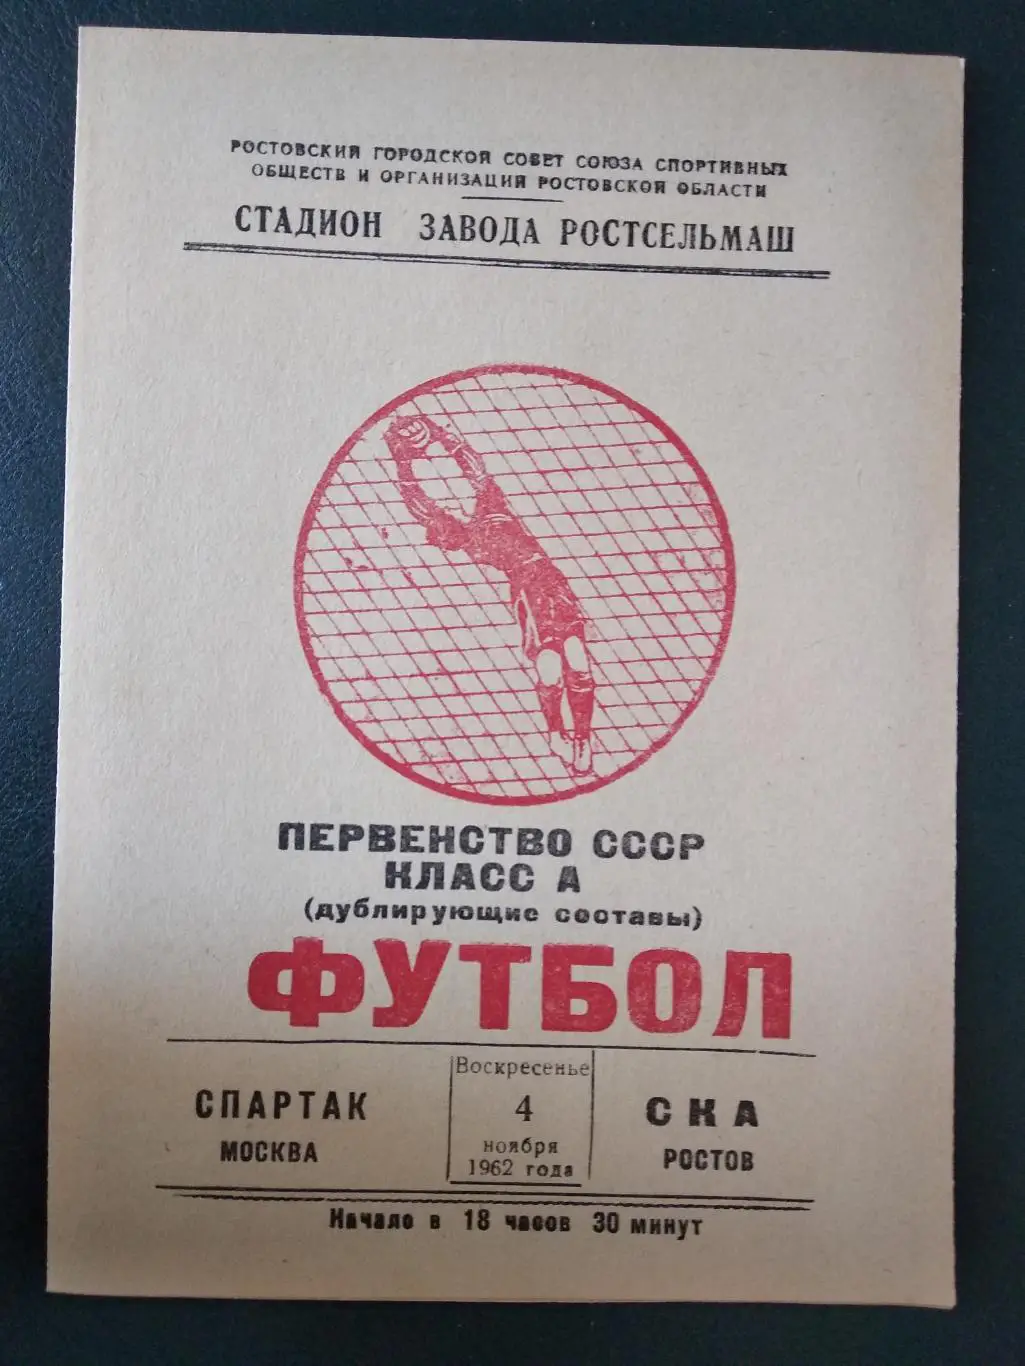 РОСТОВСКИЙ ГОРОДСКОЙ СОВЕТ СОЮЗА СПОРТИВНЫХ
ОБЩЕСТВ И ОРГАНИЗАЦИЙ РОСТОВСКОЙ ОБЛАСТИ
СТАДИОН ЗАВОДА РОСТСЕЛЬМАШ
ПЕРВЕНСТВО СССР
КЛАСС А
(дублирующие составы)
ФУТБОЛ
СПАРТАК
МОСКВА
Воскресенье
4
ноября
1962 года
СКА
РОСТОВ
Начало в 18 часов 30 минут